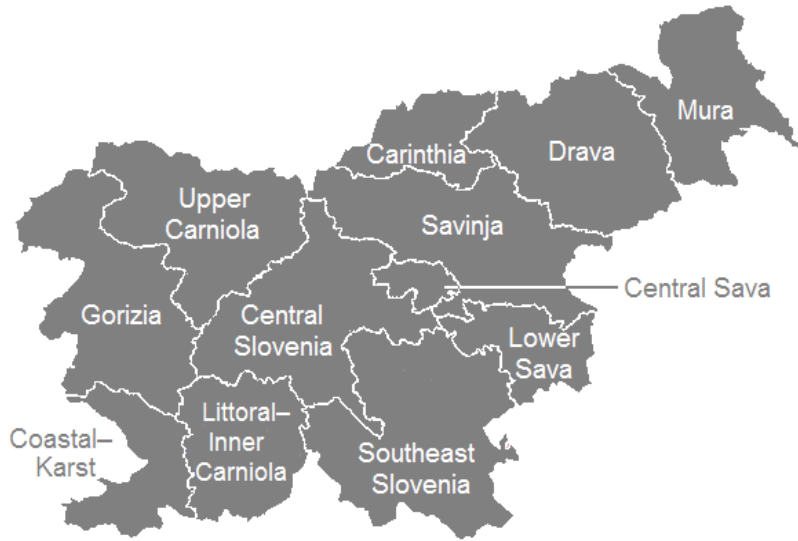 Mura
Carinthia
Drava
Upper
Carniola
Savinja
Central Sava
Gorizia
Central
Slovenia
Lower
Sava
Littoral–
Inner
Carniola
Coastal–
Karst
Southeast
Slovenia